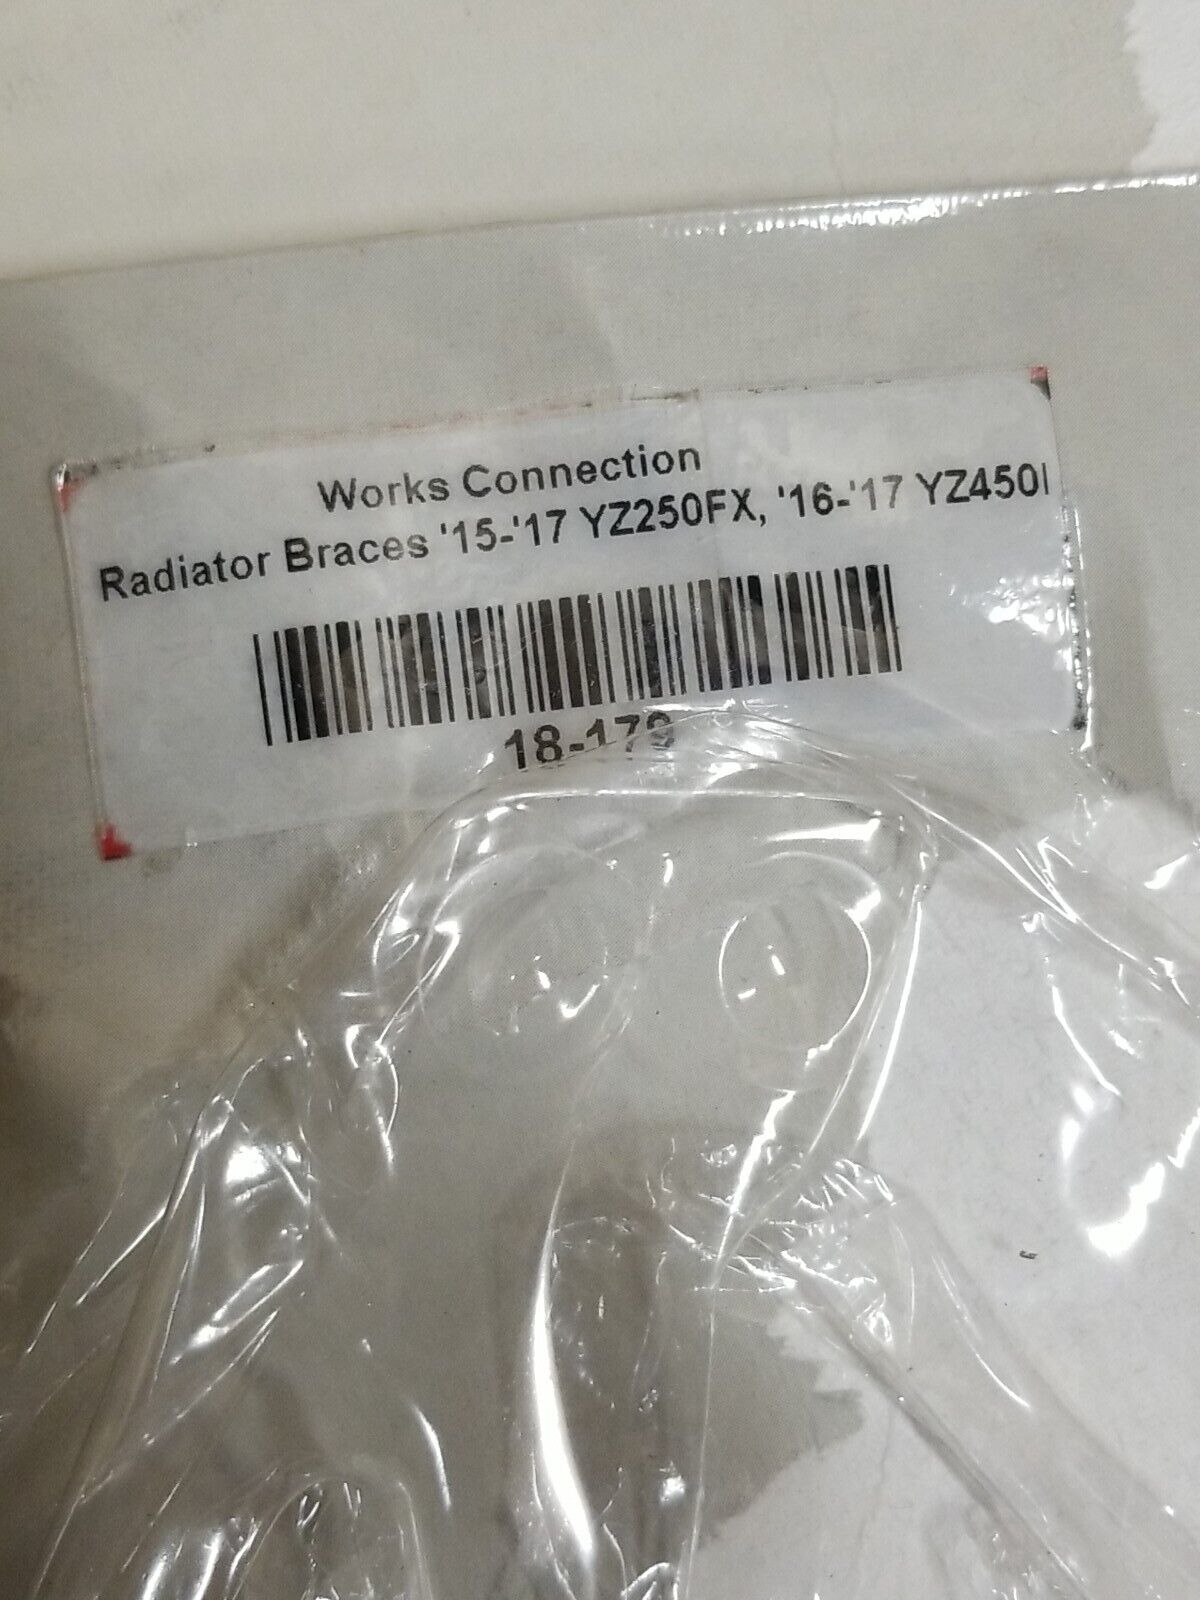 Works Connection
Radiator Braces '15-'17 YZ250FX, '16-'17 YZ450